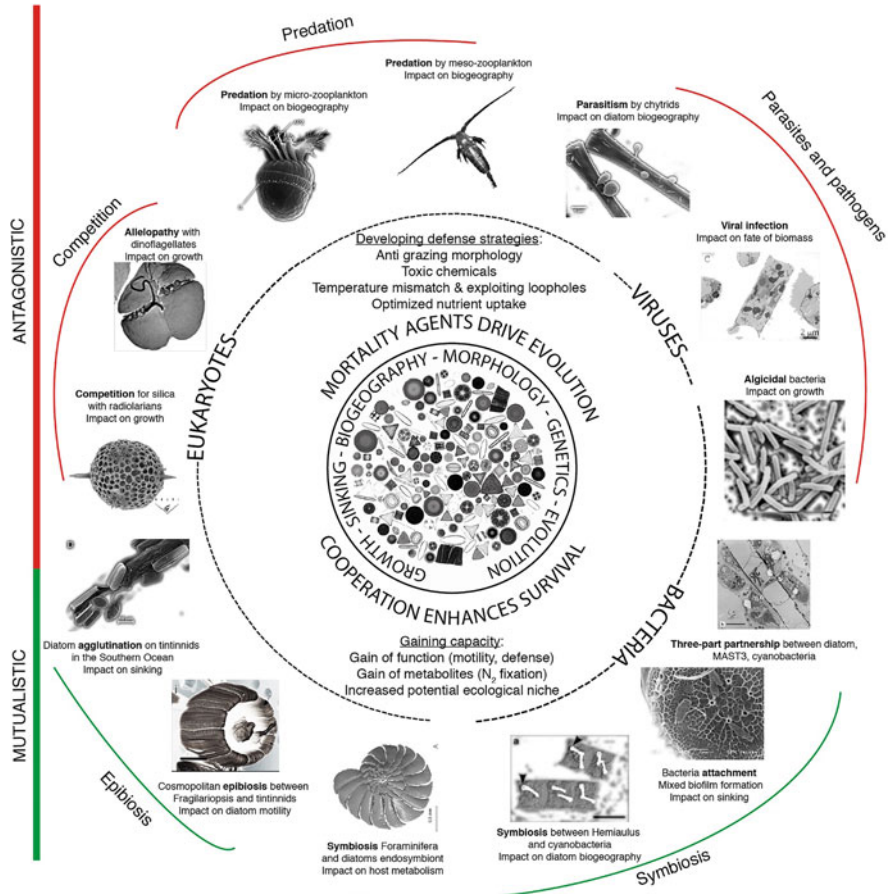 Predation
Predation by meso-zooplankton
Impact on biogeography
Predation by micro-zooplankton
Impact on biogeography
Parasitism by chytrids
Impact on diatom biogeography
Parasites and pathogens
Viral infection
Impact on fate of biomass
C
2 µm
Algicidal bacteria
Impact on growth
Competition
Allelopathy with
dinoflagellates
Impact on growth
Competition for silica
with radiolarians
Impact on growth
ANTAGONISTIC
MUTUALISTIC
EUKARYOTES
VIRUSES
BACTERIA
Developing defense strategies:
Anti grazing morphology
Toxic chemicals
Temperature mismatch & exploiting loopholes
Optimized nutrient uptake
MORTALITY AGENTS DRIVE EVOLUTION
GROWTH - SINKING - BIOGEOGRAPHY - MORPHOLOGY - GENETICS - EVOLUTION
COOPERATION ENHANCES SURVIVAL
Gaining capacity:
Gain of function (motility, defense)
Gain of metabolites (N₂ fixation)
Increased potential ecological niche
Diatom agglutination on tintinnids
in the Southern Ocean
Impact on sinking
Three-part partnership between diatom,
MAST3, cyanobacteria
Cosmopolitan epibiosis between
Fragilariopsis and tintinnids
Impact on diatom motility
Epibiosis
A
Symbiosis Foraminifera
and diatoms endosymbiont
Impact on host metabolism
a
Symbiosis between Hemiaulus
and cyanobacteria
Impact on diatom biogeography
Bacteria attachment
Mixed biofilm formation
Impact on sinking
Symbiosis